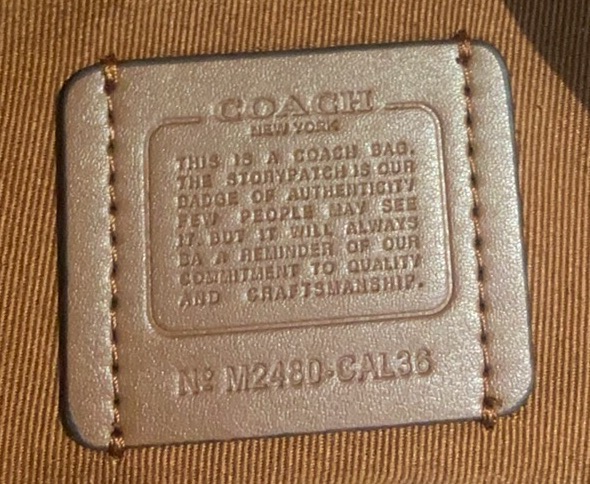 COACH
NEW YORK
THIS IS A COACH BAG.
THE STORYPATCH IS OUR
BADGE OF AUTHENTICITY
FEW PEOPLE MAY SEE
IT. BUT IT WILL ALWAYS
BA A REMINDER OF OUR
COMMITMENT TO QUALITY
AND CRAFTSMANSHIP.
Nº M2480-CAL36